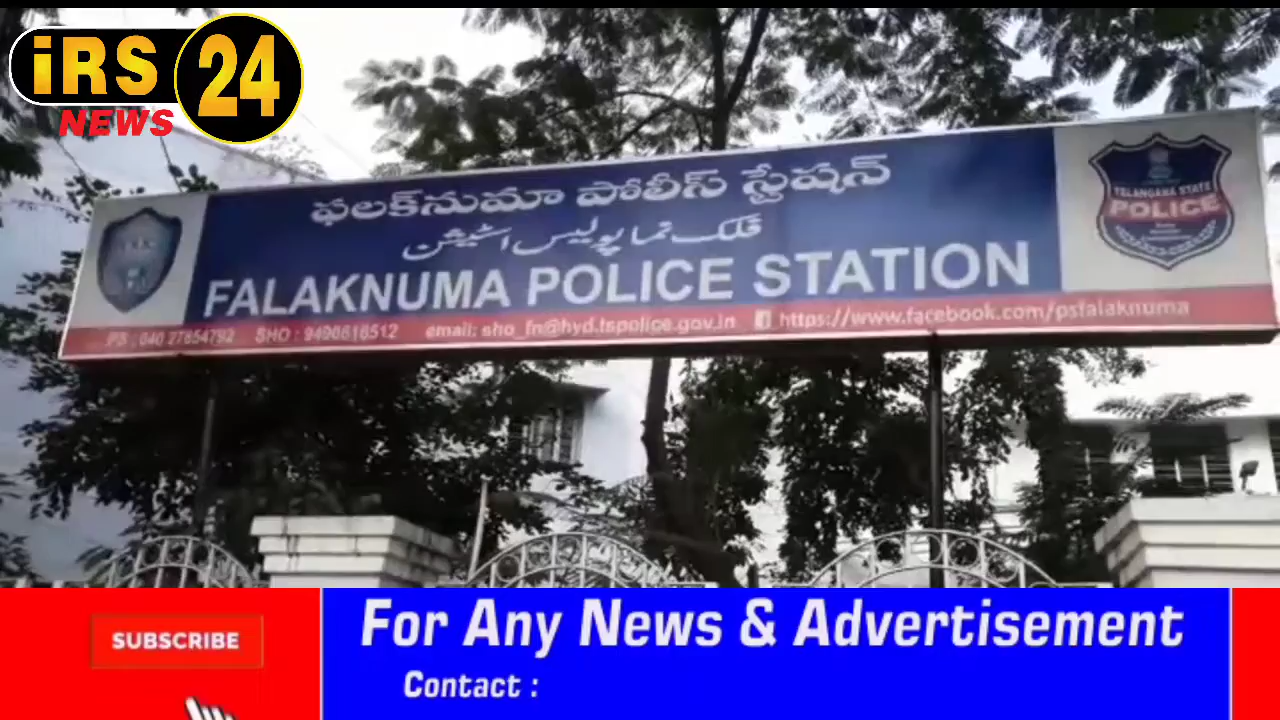 iRS 24
NEWS
ఫలక్‌నుమా పోలీస్ స్టేషన్
فلک نما پولیس اسٹیشن
TELANGANA STATE
POLICE
FALAKNUMA POLICE STATION
PS : 040 27854792 SHO : 9490616512 email: sho_fn@hyd.tspolice.gov.in https://www.facebook.com/psfalaknuma
SUBSCRIBE
For Any News & Advertisement
Contact :